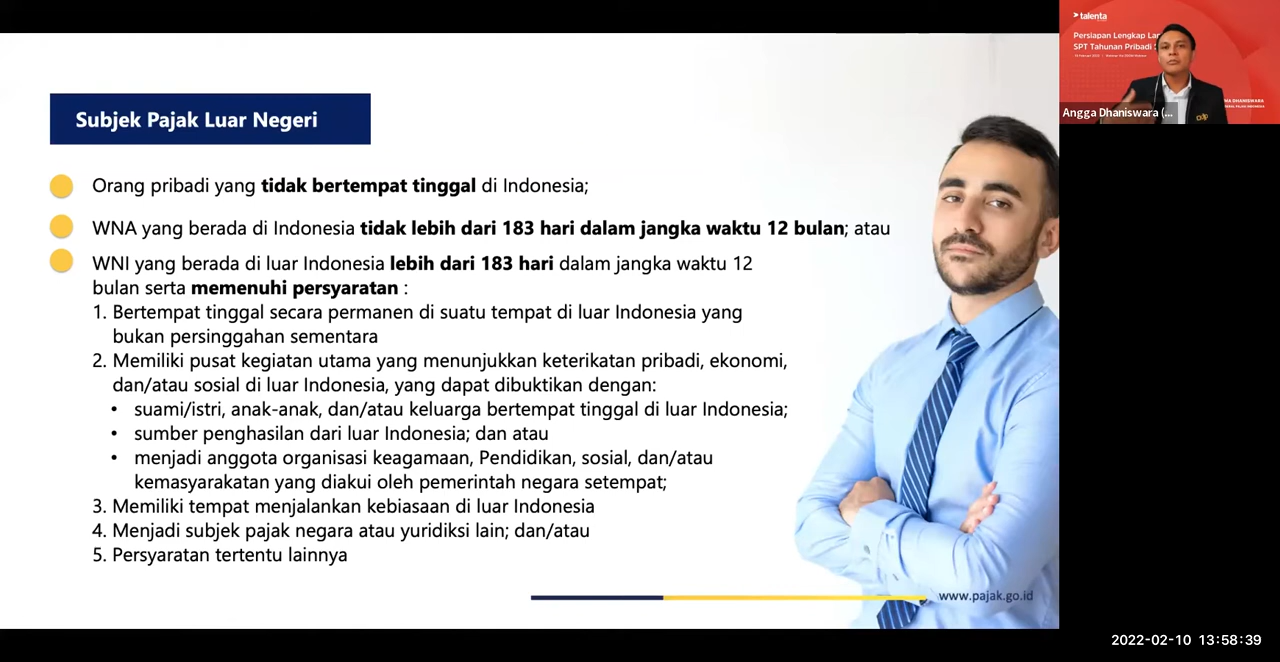 Subjek Pajak Luar Negeri
Orang pribadi yang tidak bertempat tinggal di Indonesia;
WNA yang berada di Indonesia tidak lebih dari 183 hari dalam jangka waktu 12 bulan; atau
WNI yang berada di luar Indonesia lebih dari 183 hari dalam jangka waktu 12
bulan serta memenuhi persyaratan :
1. Bertempat tinggal secara permanen di suatu tempat di luar Indonesia yang
bukan persinggahan sementara
2. Memiliki pusat kegiatan utama yang menunjukkan keterikatan pribadi, ekonomi,
dan/atau sosial di luar Indonesia, yang dapat dibuktikan dengan:
• suami/istri, anak-anak, dan/atau keluarga bertempat tinggal di luar Indonesia;
• sumber penghasilan dari luar Indonesia; dan atau
• menjadi anggota organisasi keagamaan, Pendidikan, sosial, dan/atau
kemasyarakatan yang diakui oleh pemerintah negara setempat;
3. Memiliki tempat menjalankan kebiasaan di luar Indonesia
4. Menjadi subjek pajak negara atau yuridiksi lain; dan/atau
5. Persyaratan tertentu lainnya
www.pajak.go.id
talenta
Persiapan Lengkap
SPT Tahunan Pribadi
Angga Dhaniswara (...
2022-02-10 13:58:39